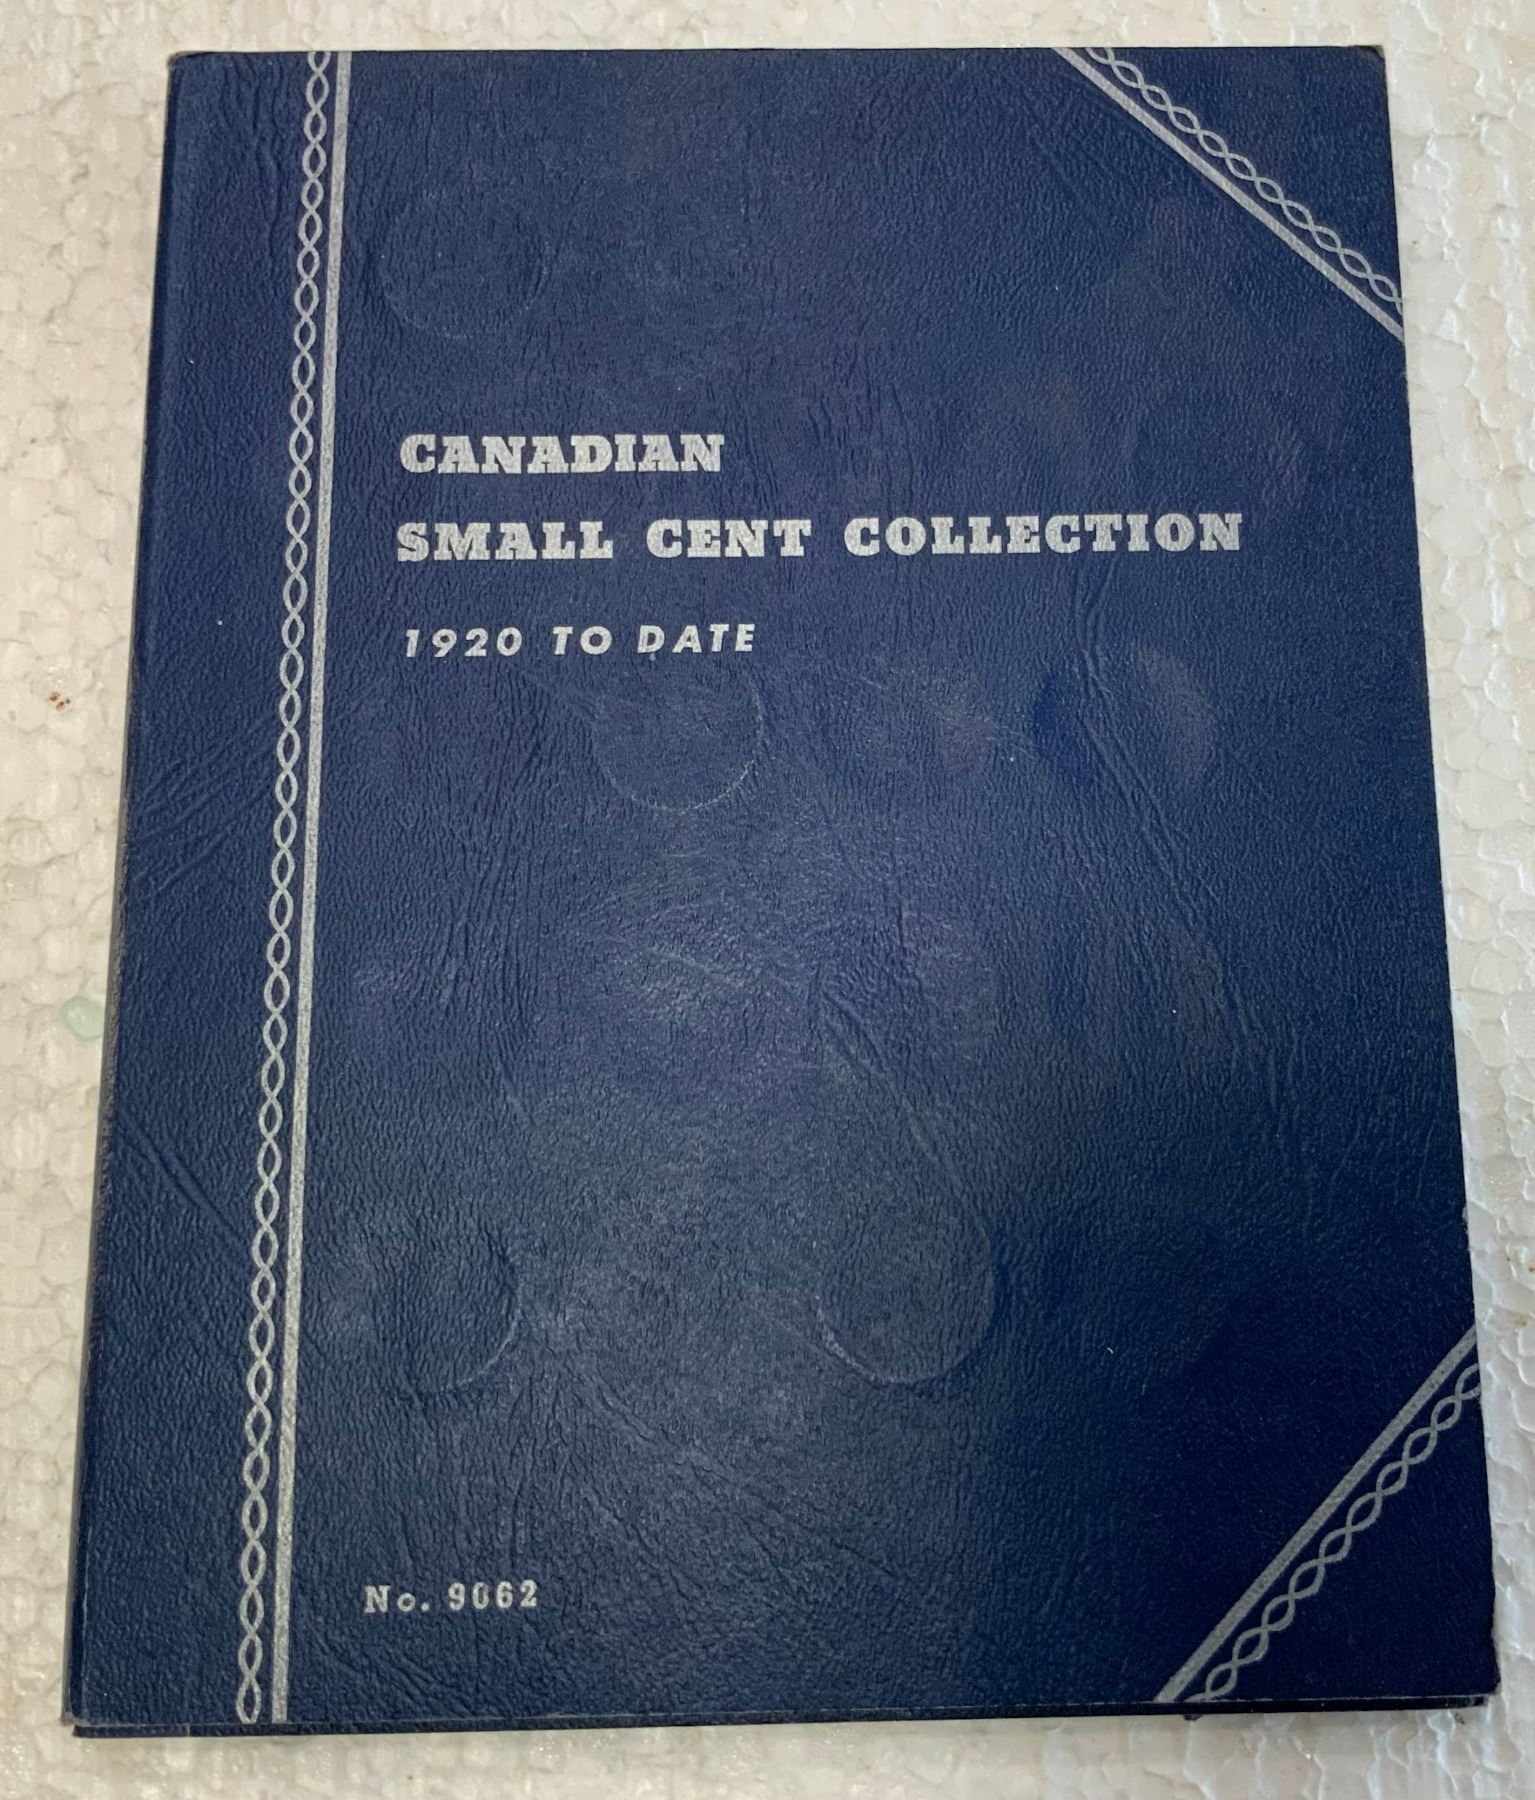 CANADIAN
SMALL CENT COLLECTION
1920 TO DATE
No. 9062